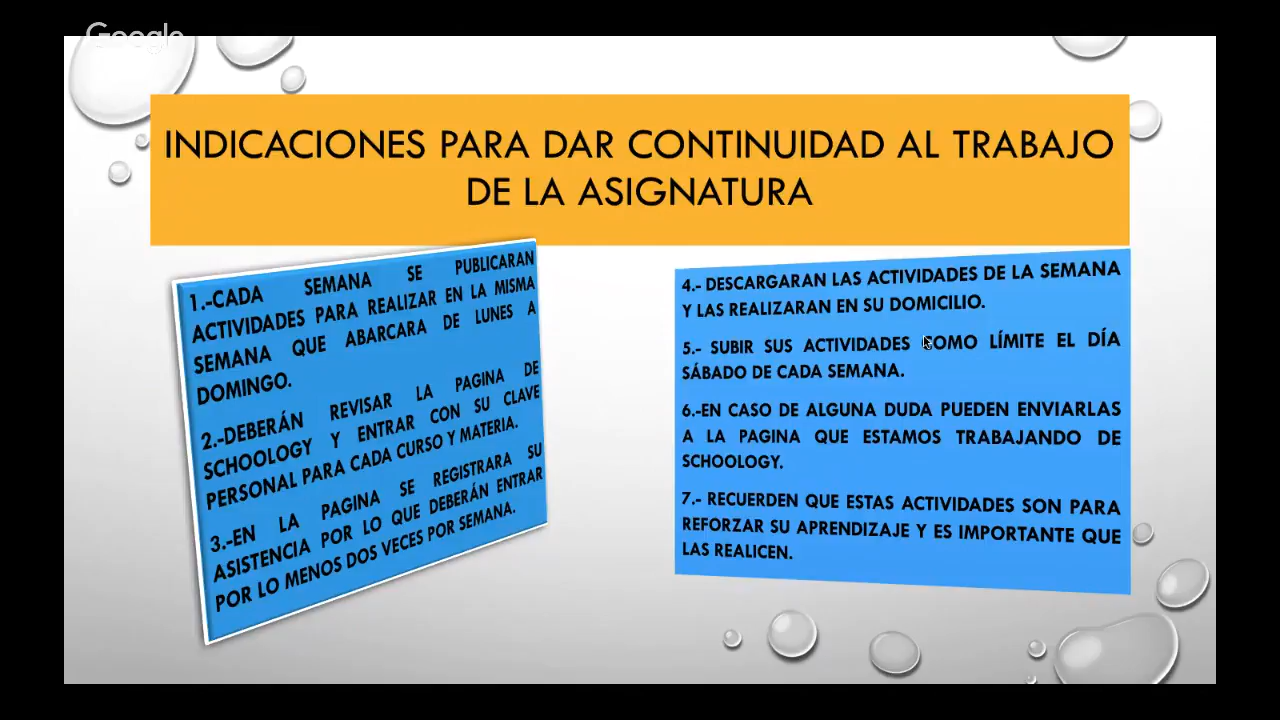 Google
INDICACIONES PARA DAR CONTINUIDAD AL TRABAJO
DE LA ASIGNATURA
1.-CADA SEMANA SE PUBLICARAN
ACTIVIDADES PARA REALIZAR EN LA MISMA
SEMANA QUE ABARCARA DE LUNES A
DOMINGO.
2.-DEBERÁN REVISAR LA PAGINA DE
SCHOOLOGY Y ENTRAR CON SU CLAVE
PERSONAL PARA CADA CURSO Y MATERIA.
3.-EN LA PAGINA SE REGISTRARA SU
ASISTENCIA POR LO QUE DEBERÁN ENTRAR
POR LO MENOS DOS VECES POR SEMANA.
4.- DESCARGARAN LAS ACTIVIDADES DE LA SEMANA
Y LAS REALIZARAN EN SU DOMICILIO.
5.- SUBIR SUS ACTIVIDADES COMO LÍMITE EL DÍA
SÁBADO DE CADA SEMANA.
6.-EN CASO DE ALGUNA DUDA PUEDEN ENVIARLAS
A LA PAGINA QUE ESTAMOS TRABAJANDO DE
SCHOOLOGY.
7.- RECUERDEN QUE ESTAS ACTIVIDADES SON PARA
REFORZAR SU APRENDIZAJE Y ES IMPORTANTE QUE
LAS REALICEN.